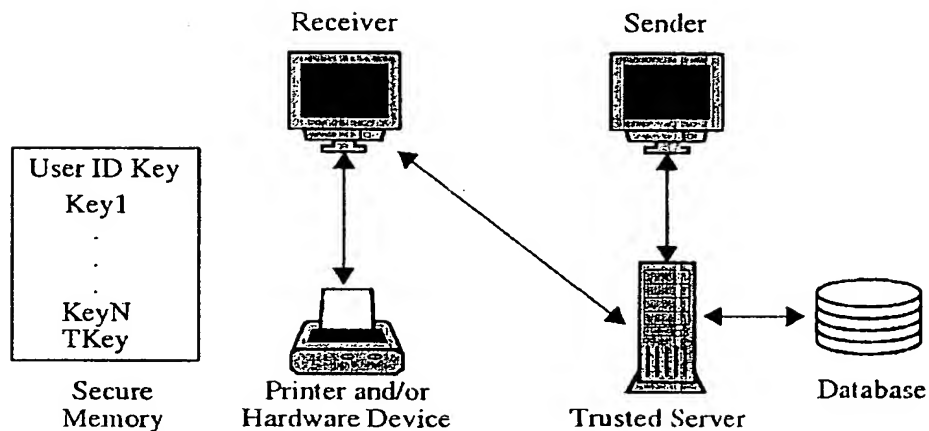 Receiver
Sender
User ID Key
Key1
.
.
.
KeyN
TKey
Secure
Memory
Printer and/or
Hardware Device
Trusted Server
Database